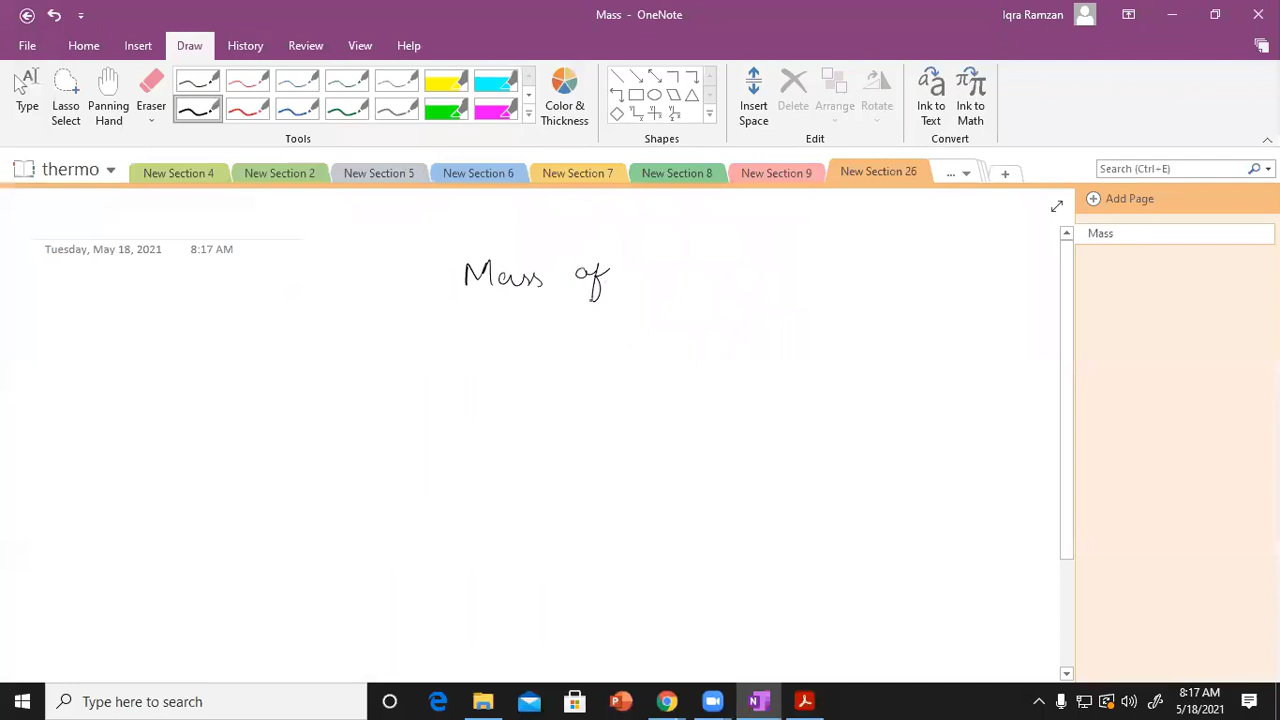 Mass - OneNote
Iqra Ramzan
File Home Insert Draw History Review View Help
Type
Lasso Select
Panning Hand
Eraser
Color & Thickness
Insert Space
Delete
Arrange
Rotate
Ink to Text
Ink to Math
Tools
Shapes
Edit
Convert
thermo
New Section 4 New Section 2 New Section 5 New Section 6 New Section 7 New Section 8 New Section 9 New Section 26 ...
Search (Ctrl+E)
Add Page
Mass
Tuesday, May 18, 2021 8:17 AM
Mass of
Type here to search
8:17 AM
5/18/2021